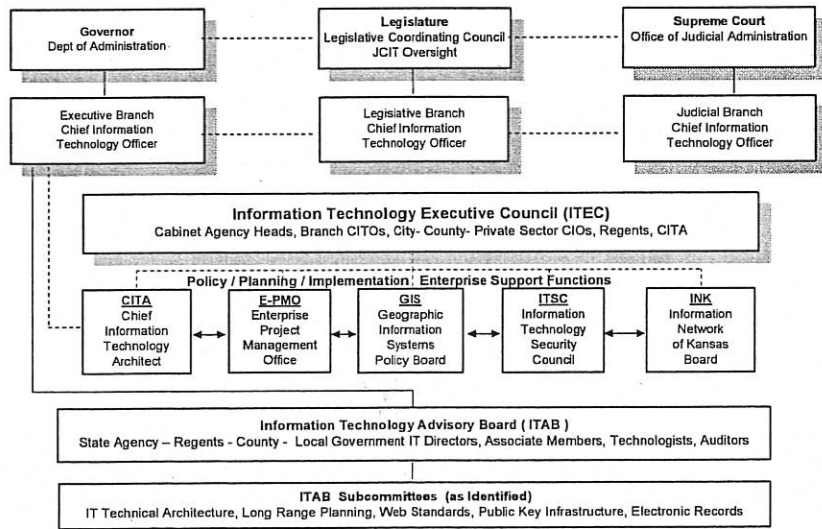 Governor
Dept of Administration
Legislature
Legislative Coordinating Council
JCIT Oversight
Supreme Court
Office of Judicial Administration
Executive Branch
Chief Information
Technology Officer
Legislative Branch
Chief Information
Technology Officer
Judicial Branch
Chief Information
Technology Officer
Information Technology Executive Council (ITEC)
Cabinet Agency Heads, Branch CITOs, City- County- Private Sector CIOs, Regents, CITA
Policy / Planning / Implementation Enterprise Support Functions
CITA
Chief
Information
Technology
Architect
E-PMO
Enterprise
Project
Management
Office
GIS
Geographic
Information
Systems
Policy Board
ITSC
Information
Technology
Security
Council
INK
Information
Network
of Kansas
Board
Information Technology Advisory Board ( ITAB )
State Agency – Regents - County - Local Government IT Directors, Associate Members, Technologists, Auditors
ITAB Subcommittees (as Identified)
IT Technical Architecture, Long Range Planning, Web Standards, Public Key Infrastructure, Electronic Records